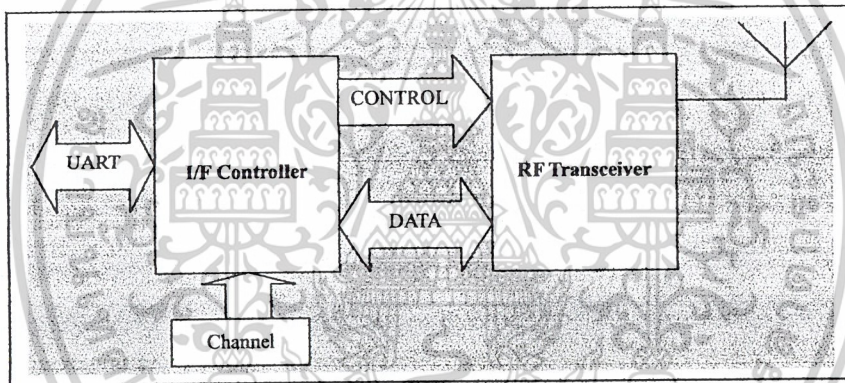 CONTROL
UART
I/F Controller
RF Transceiver
DATA
Channel